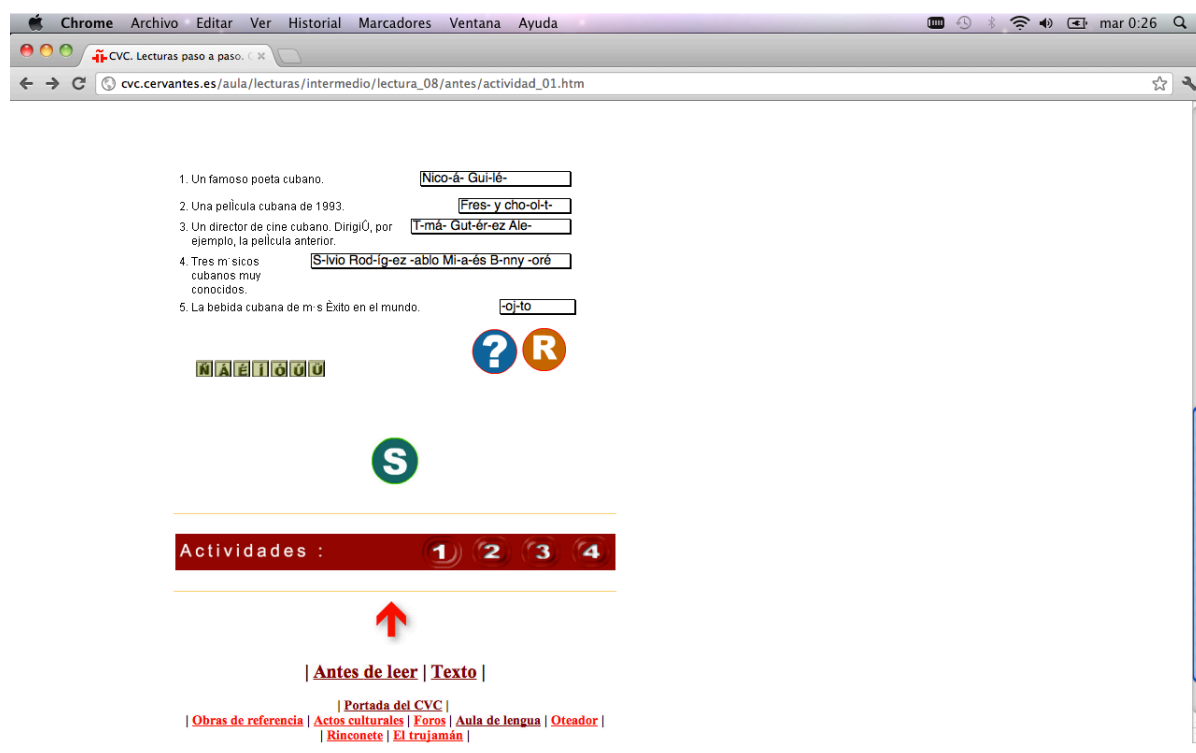 Chrome Archivo Editar Ver Historial Marcadores Ventana Ayuda mar 0:26
CVC. Lecturas paso a paso. C
cvc.cervantes.es/aula/lecturas/intermedio/lectura_08/antes/actividad_01.htm
1. Un famoso poeta cubano. Nico-á- Gui-lé-
2. Una pelÌcula cubana de 1993. Fres- y cho-ol-t-
3. Un director de cine cubano. DirigiÛ, por T-má- Gut-ér-ez Ale-
ejemplo, la pelÌcula anterior.
4. Tres m˙sicos S-lvio Rod-íg-ez -ablo Mi-a-és B-nny -oré
cubanos muy
conocidos.
5. La bebida cubana de m·s Èxito en el mundo. -oj-to
? R
Ñ Á É Í Ó Ú Ü
S
Actividades : 1 2 3 4
| Antes de leer | Texto |
| Portada del CVC |
| Obras de referencia | Actos culturales | Foros | Aula de lengua | Oteador |
| Rinconete | El trujamán |